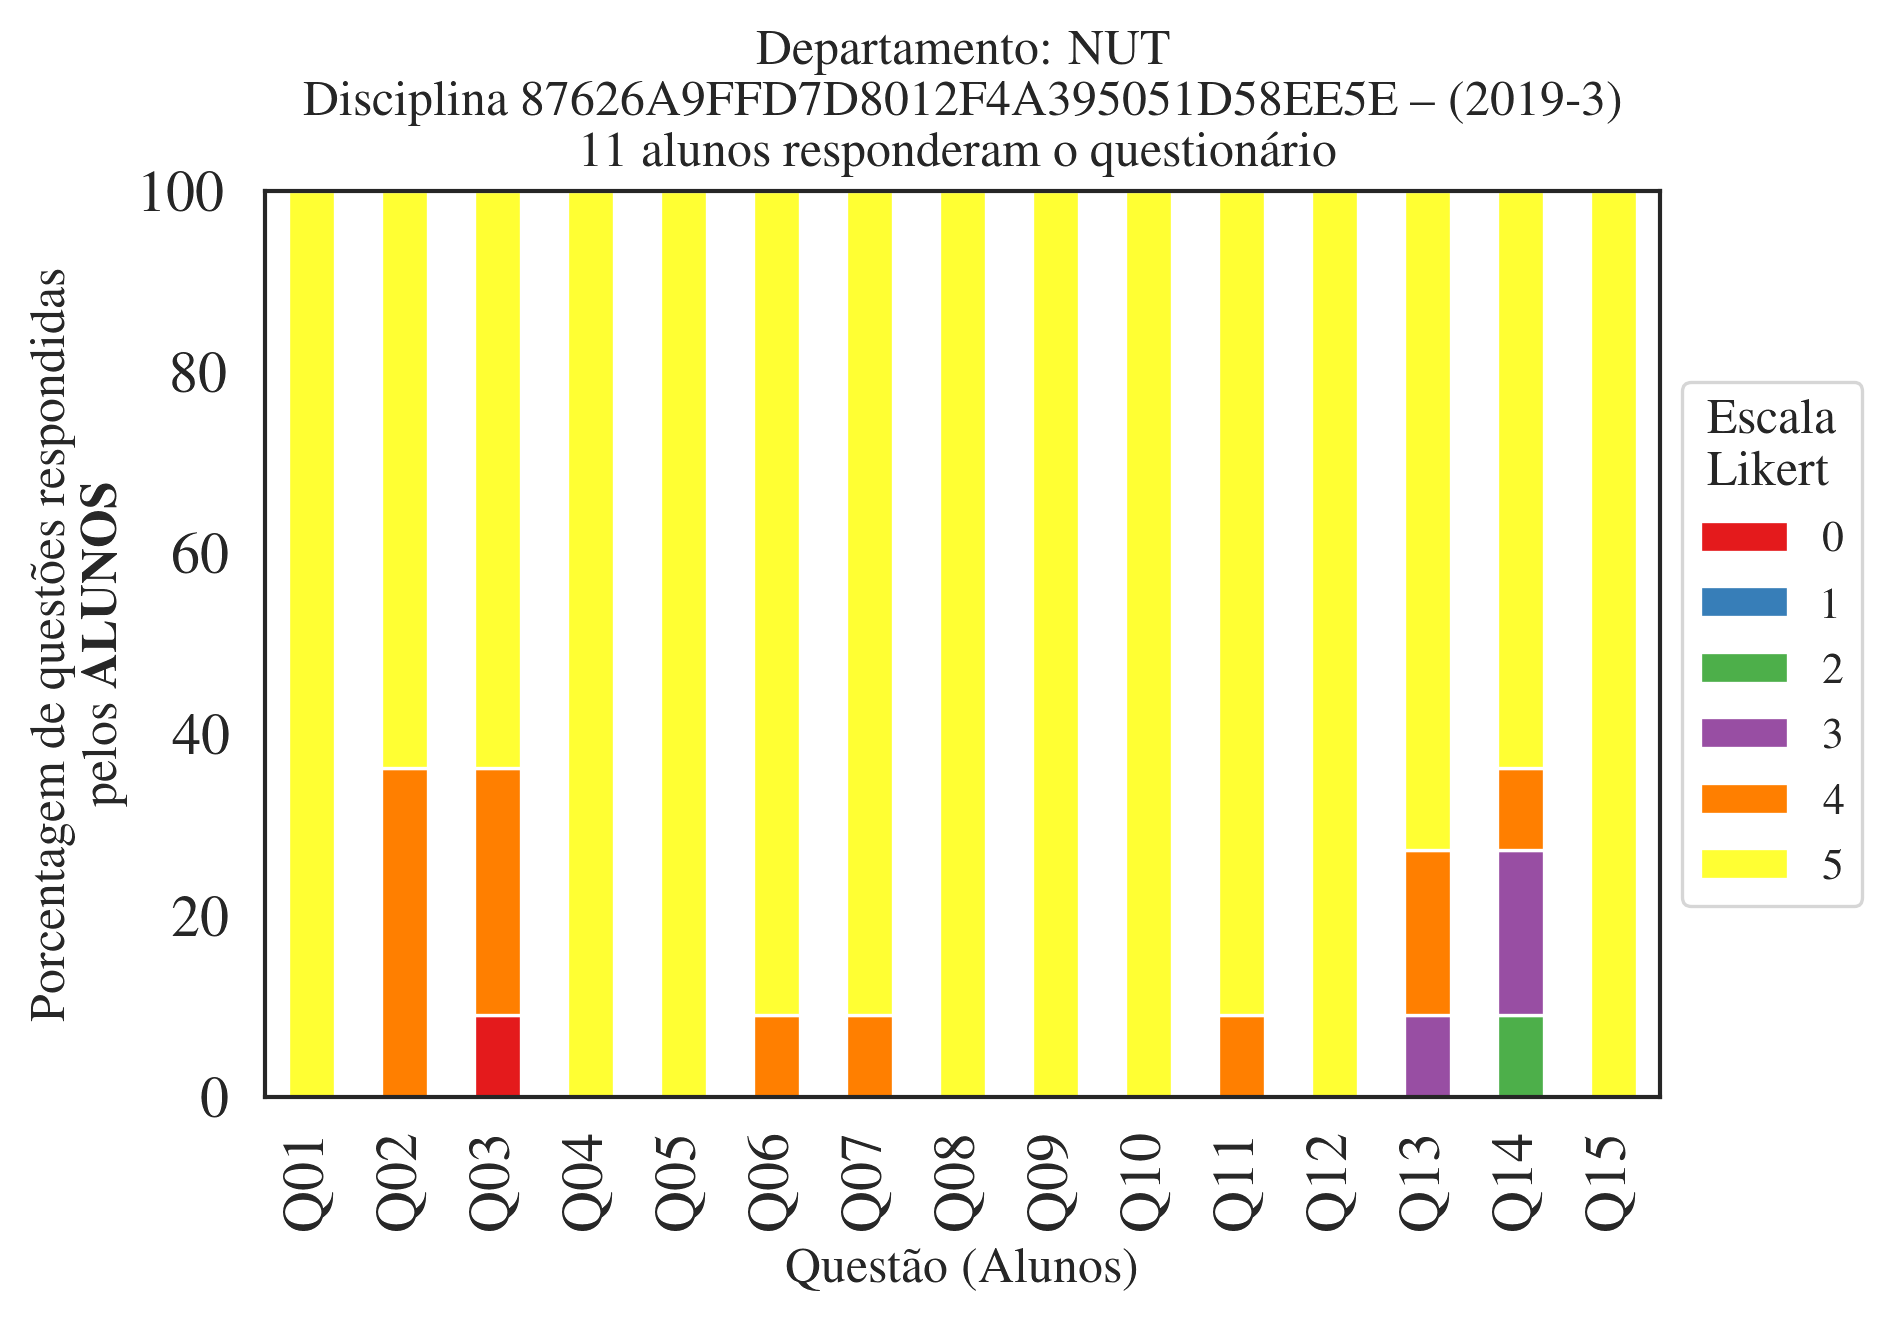 Departamento: NUT
Disciplina 87626A9FFD7D8012F4A395051D58EE5E – (2019-3)
11 alunos responderam o questionário
Porcentagem de questões respondidas
pelos ALUNOS
100
80
60
40
20
0
Q01
Q02
Q03
Q04
Q05
Q06
Q07
Q08
Q09
Q10
Q11
Q12
Q13
Q14
Q15
Questão (Alunos)
Escala
Likert
0
1
2
3
4
5